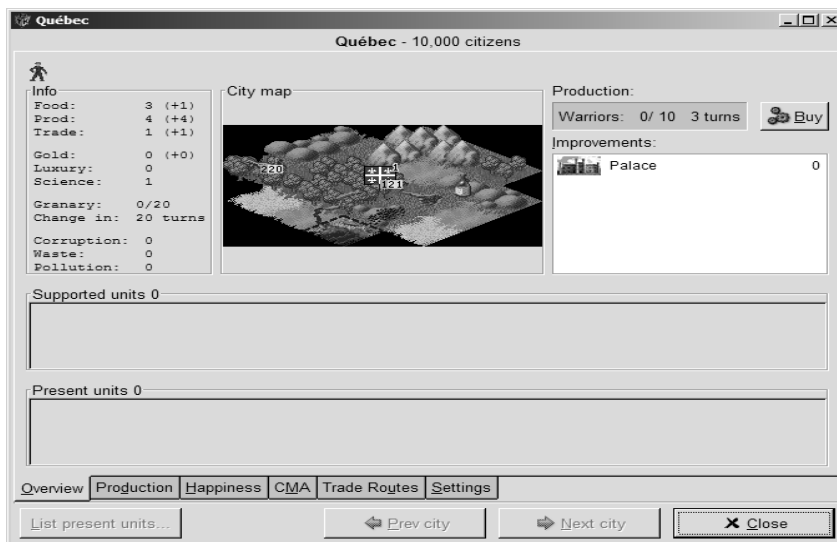 Québec
Québec - 10,000 citizens
Info
Food: 3 (+1)
Prod: 4 (+4)
Trade: 1 (+1)
Gold: 0 (+0)
Luxury: 0
Science: 1
Granary: 0/20
Change in: 20 turns
Corruption: 0
Waste: 0
Pollution: 0
City map
220
1
121
Production:
Warriors: 0/ 10 3 turns
Buy
Improvements:
Palace 0
Supported units 0
Present units 0
Overview Production Happiness CMA Trade Routes Settings
List present units... Prev city Next city Close